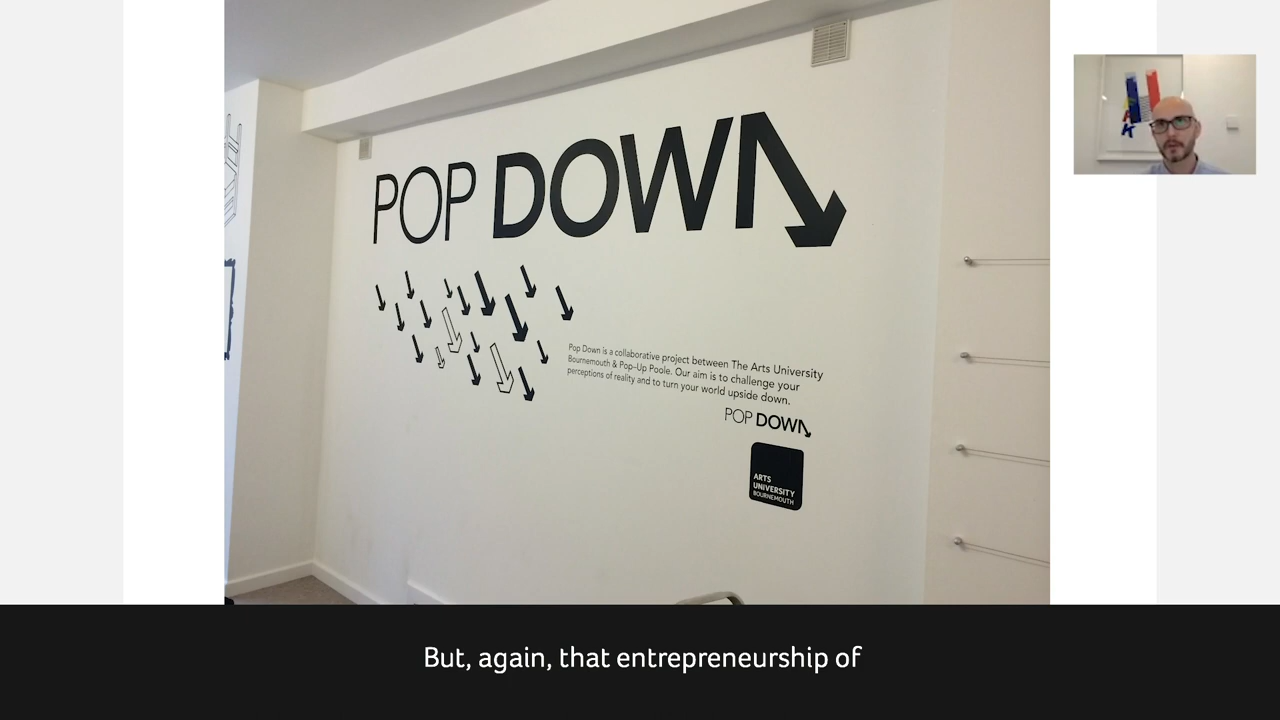 POP DOWN
Pop Down is a collaborative project between The Arts University
Bournemouth & Pop-Up Poole. Our aim is to challenge your
perceptions of reality and to turn your world upside down.
POP DOWN
ARTS
UNIVERSITY
BOURNEMOUTH
But, again, that entrepreneurship of